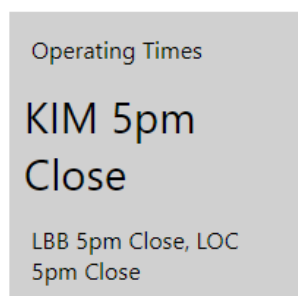 Operating Times
KIM 5pm
Close
LBB 5pm Close, LOC
5pm Close